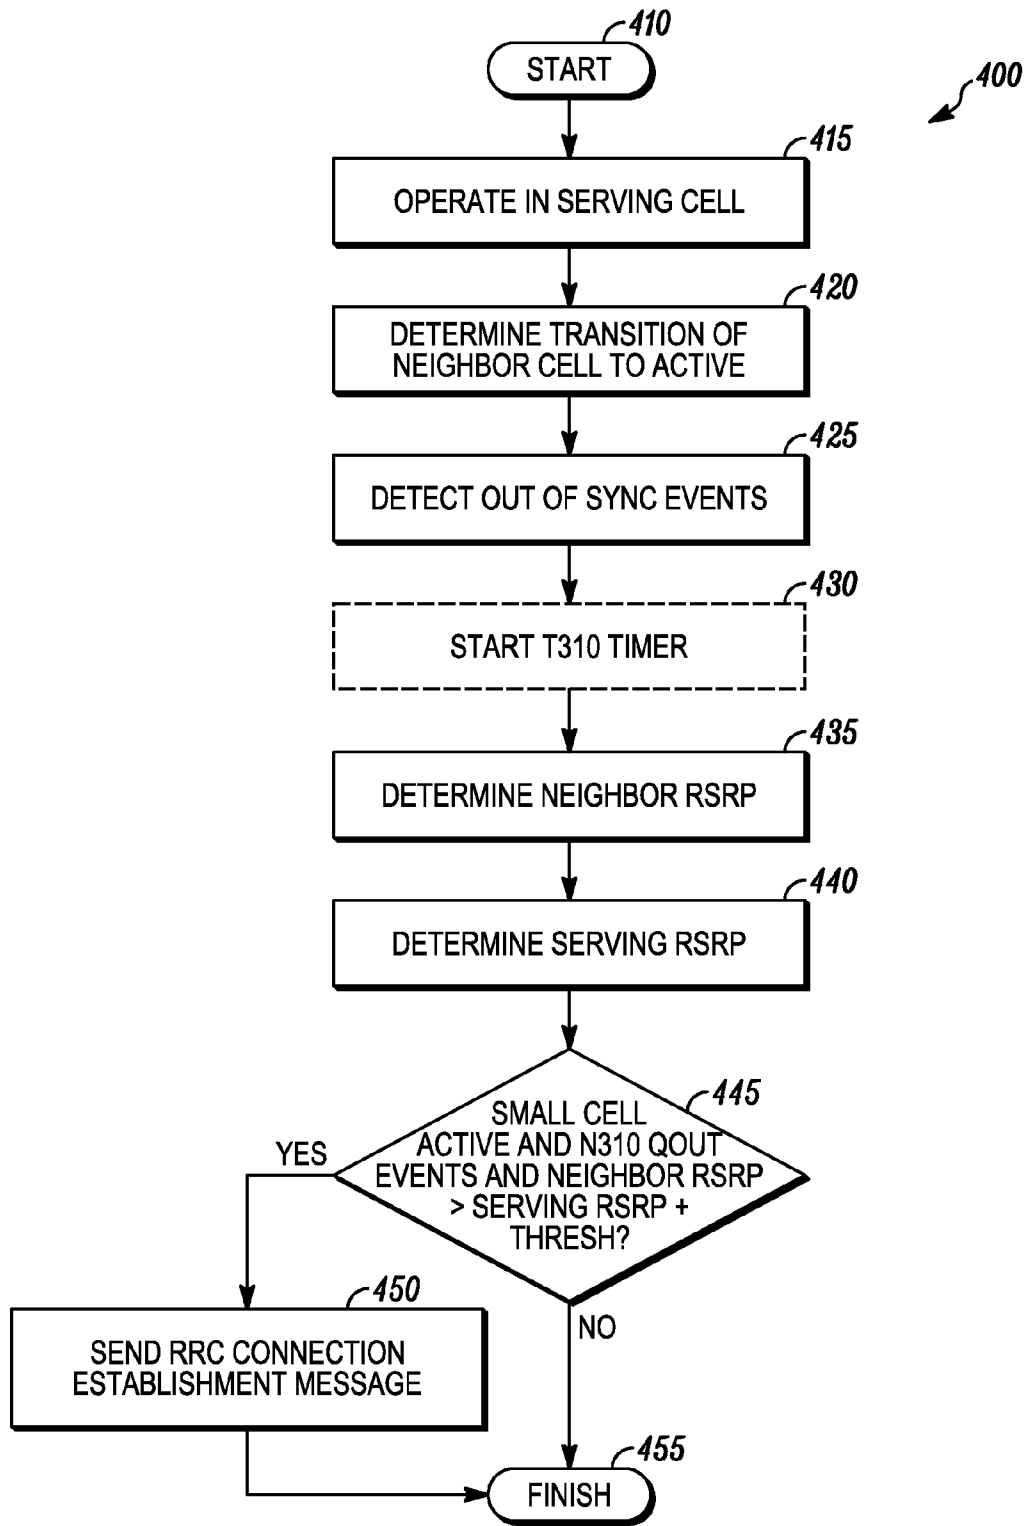 410
START
400
415
OPERATE IN SERVING CELL
420
DETERMINE TRANSITION OF
NEIGHBOR CELL TO ACTIVE
425
DETECT OUT OF SYNC EVENTS
430
START T310 TIMER
435
DETERMINE NEIGHBOR RSRP
440
DETERMINE SERVING RSRP
445
SMALL CELL
ACTIVE AND N310 QOUT
EVENTS AND NEIGHBOR RSRP
> SERVING RSRP +
THRESH?
YES
NO
450
SEND RRC CONNECTION
ESTABLISHMENT MESSAGE
455
FINISH